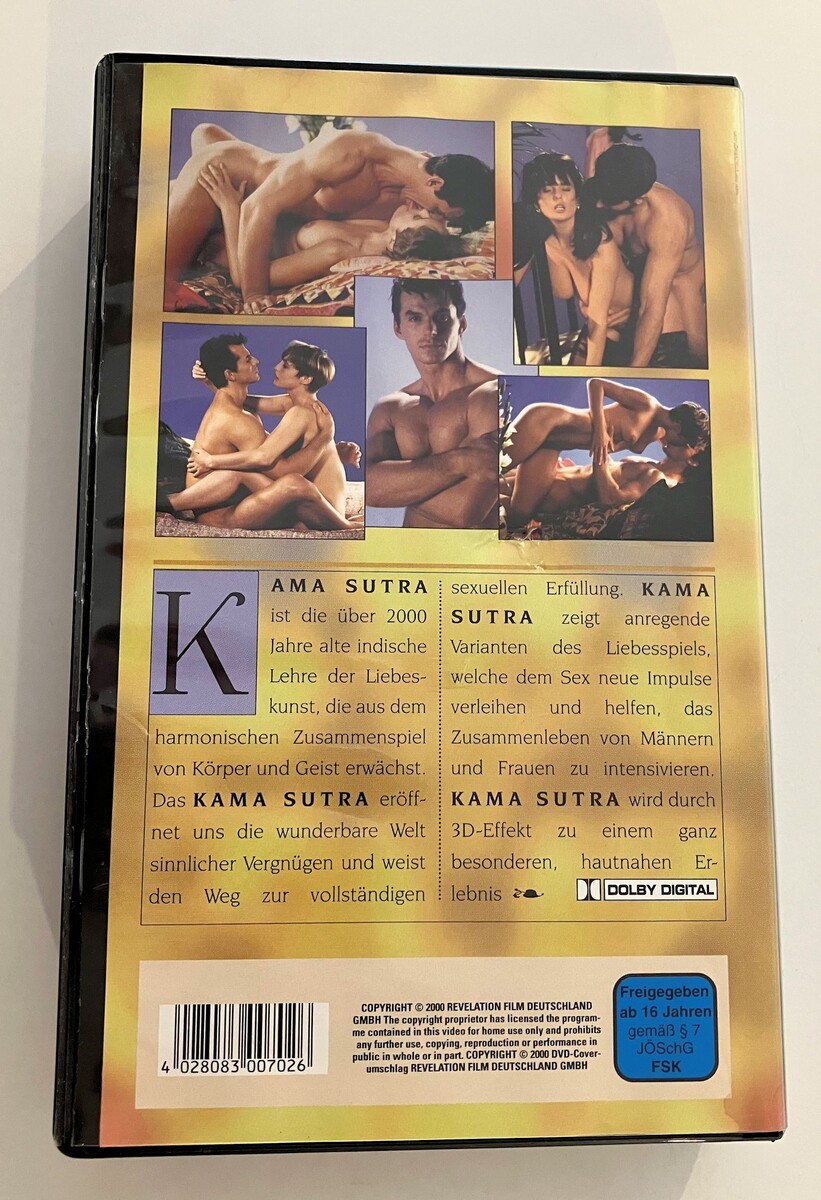 KAMA SUTRA
ist die über 2000
Jahre alte indische
Lehre der Liebes-
kunst, die aus dem
harmonischen Zusammenspiel
von Körper und Geist erwächst.
Das KAMA SUTRA eröff-
net uns die wunderbare Welt
sinnlicher Vergnügen und weist
den Weg zur vollständigen
sexuellen Erfüllung. KAMA
SUTRA zeigt anregende
Varianten des Liebesspiels,
welche dem Sex neue Impulse
verleihen und helfen, das
Zusammenleben von Männern
und Frauen zu intensivieren.
KAMA SUTRA wird durch
3D-Effekt zu einem ganz
besonderen, hautnahen Er-
lebnis
DOLBY DIGITAL
4 028083 007026
COPYRIGHT © 2000 REVELATION FILM DEUTSCHLAND
GMBH The copyright proprietor has licensed the program-
me contained in this video for home use only and prohibits
any further use, copying, reproduction or performance in
public in whole or in part. COPYRIGHT © 2000 DVD-Cover-
umschlag REVELATION FILM DEUTSCHLAND GMBH
Freigegeben
ab 16 Jahren
gemäß § 7
JÖSchG
FSK